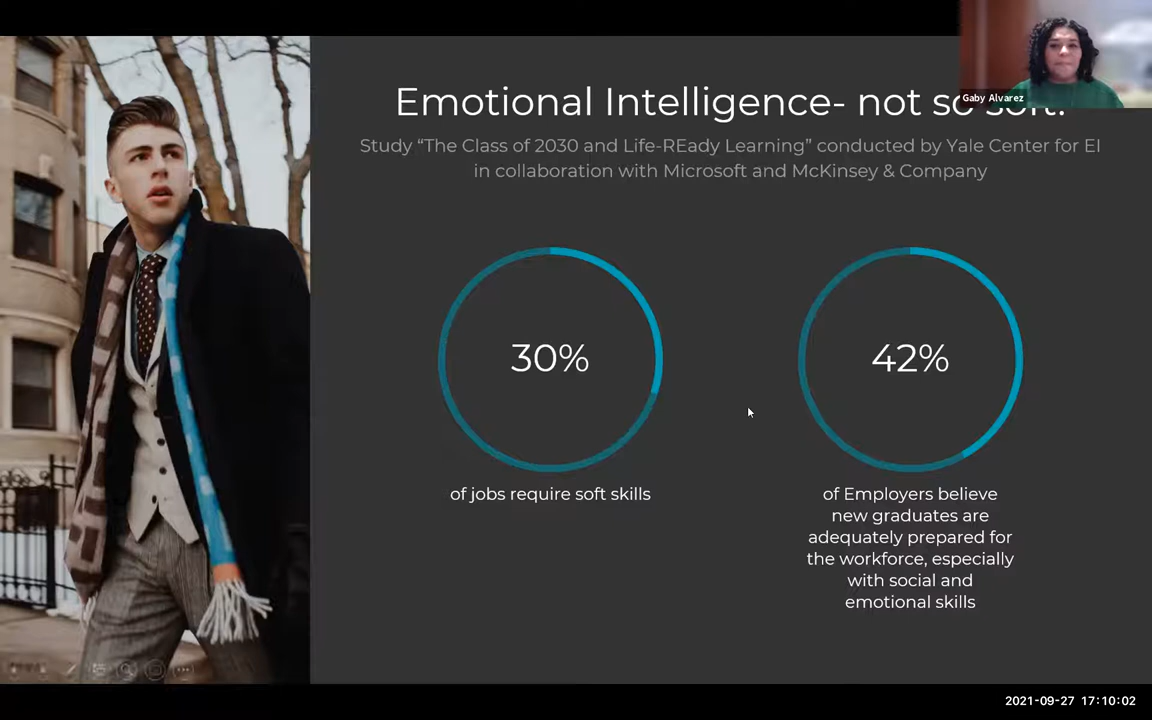 Emotional Intelligence- not so soft!
Gaby Alvarez
Study “The Class of 2030 and Life-REady Learning” conducted by Yale Center for EI
in collaboration with Microsoft and McKinsey & Company
30%
42%
of jobs require soft skills
of Employers believe
new graduates are
adequately prepared for
the workforce, especially
with social and
emotional skills
2021-09-27 17:10:02